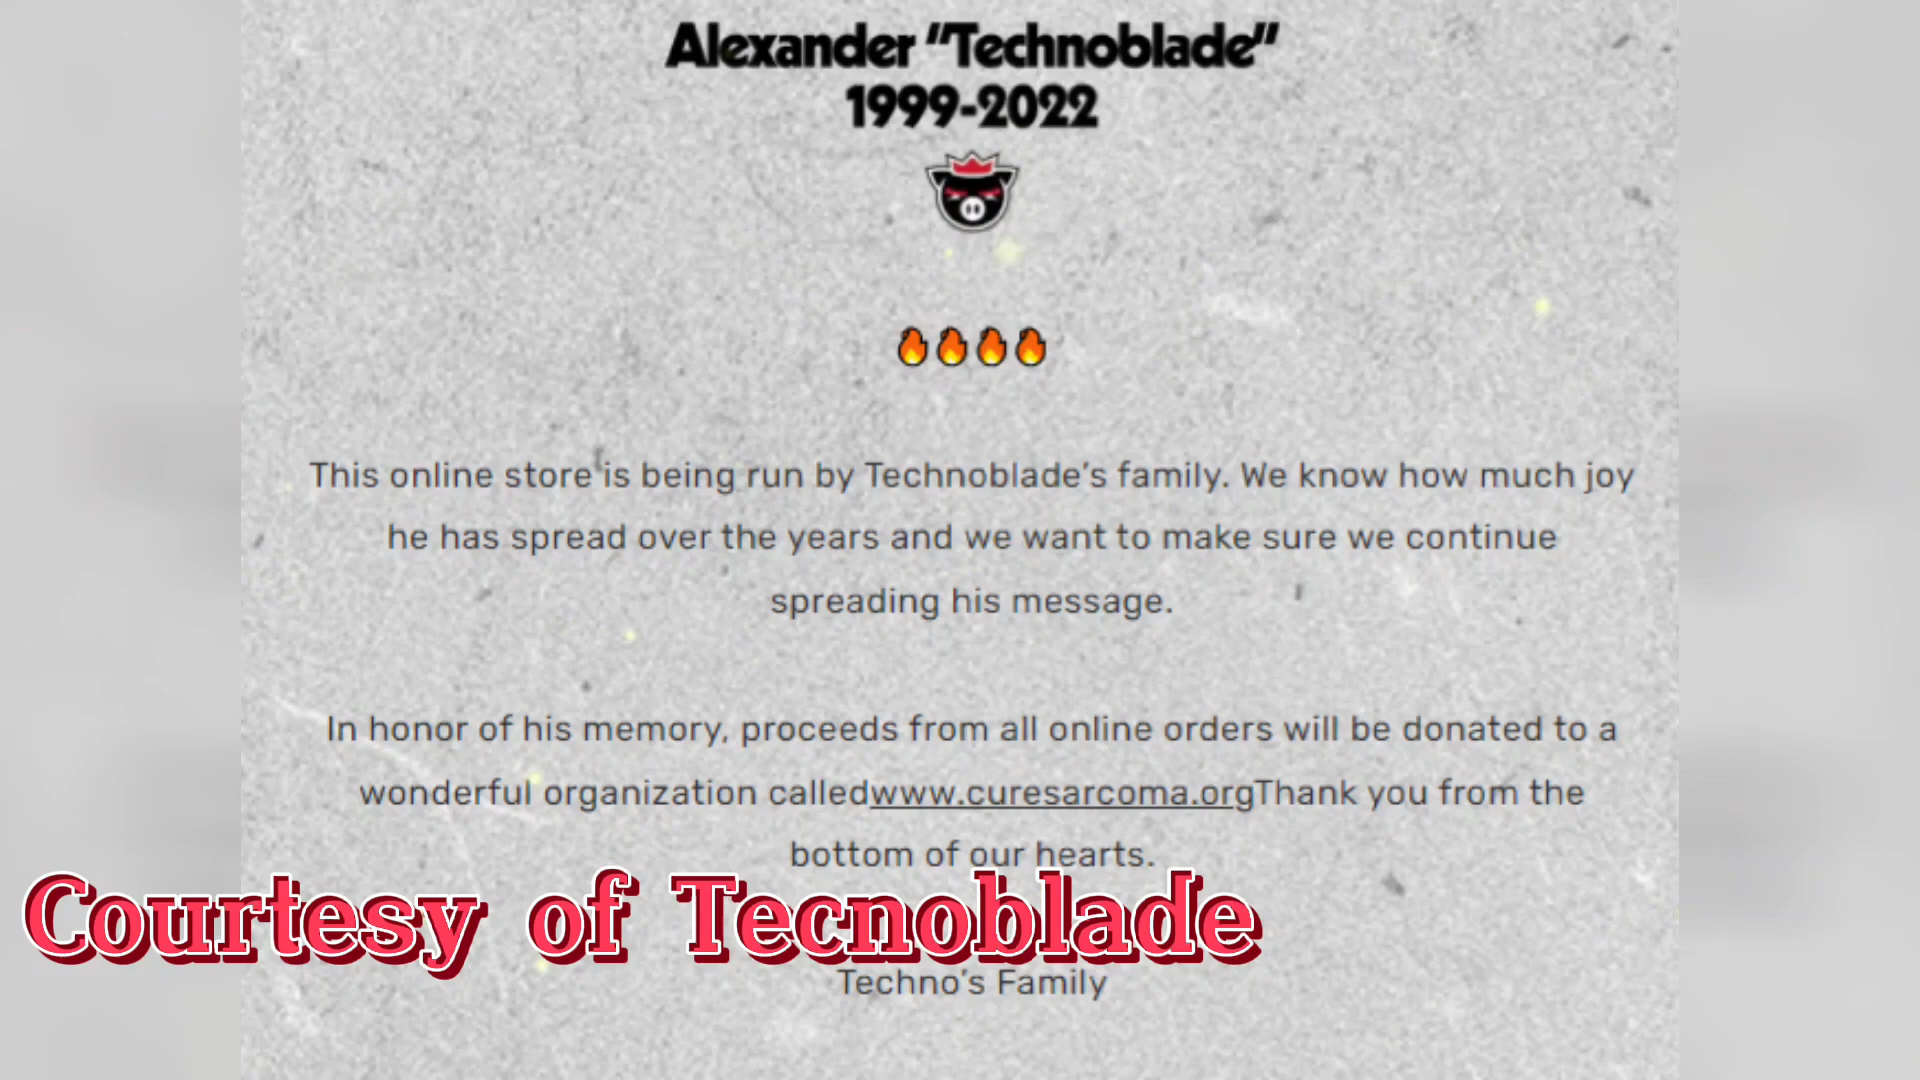 Alexander "Technoblade"
1999-2022
This online store is being run by Technoblade's family. We know how much joy
he has spread over the years and we want to make sure we continue
spreading his message.
In honor of his memory, proceeds from all online orders will be donated to a
wonderful organization calledwww.curesarcoma.orgThank you from the
bottom of our hearts.
Courtesy of Tecnoblade
Techno's Family